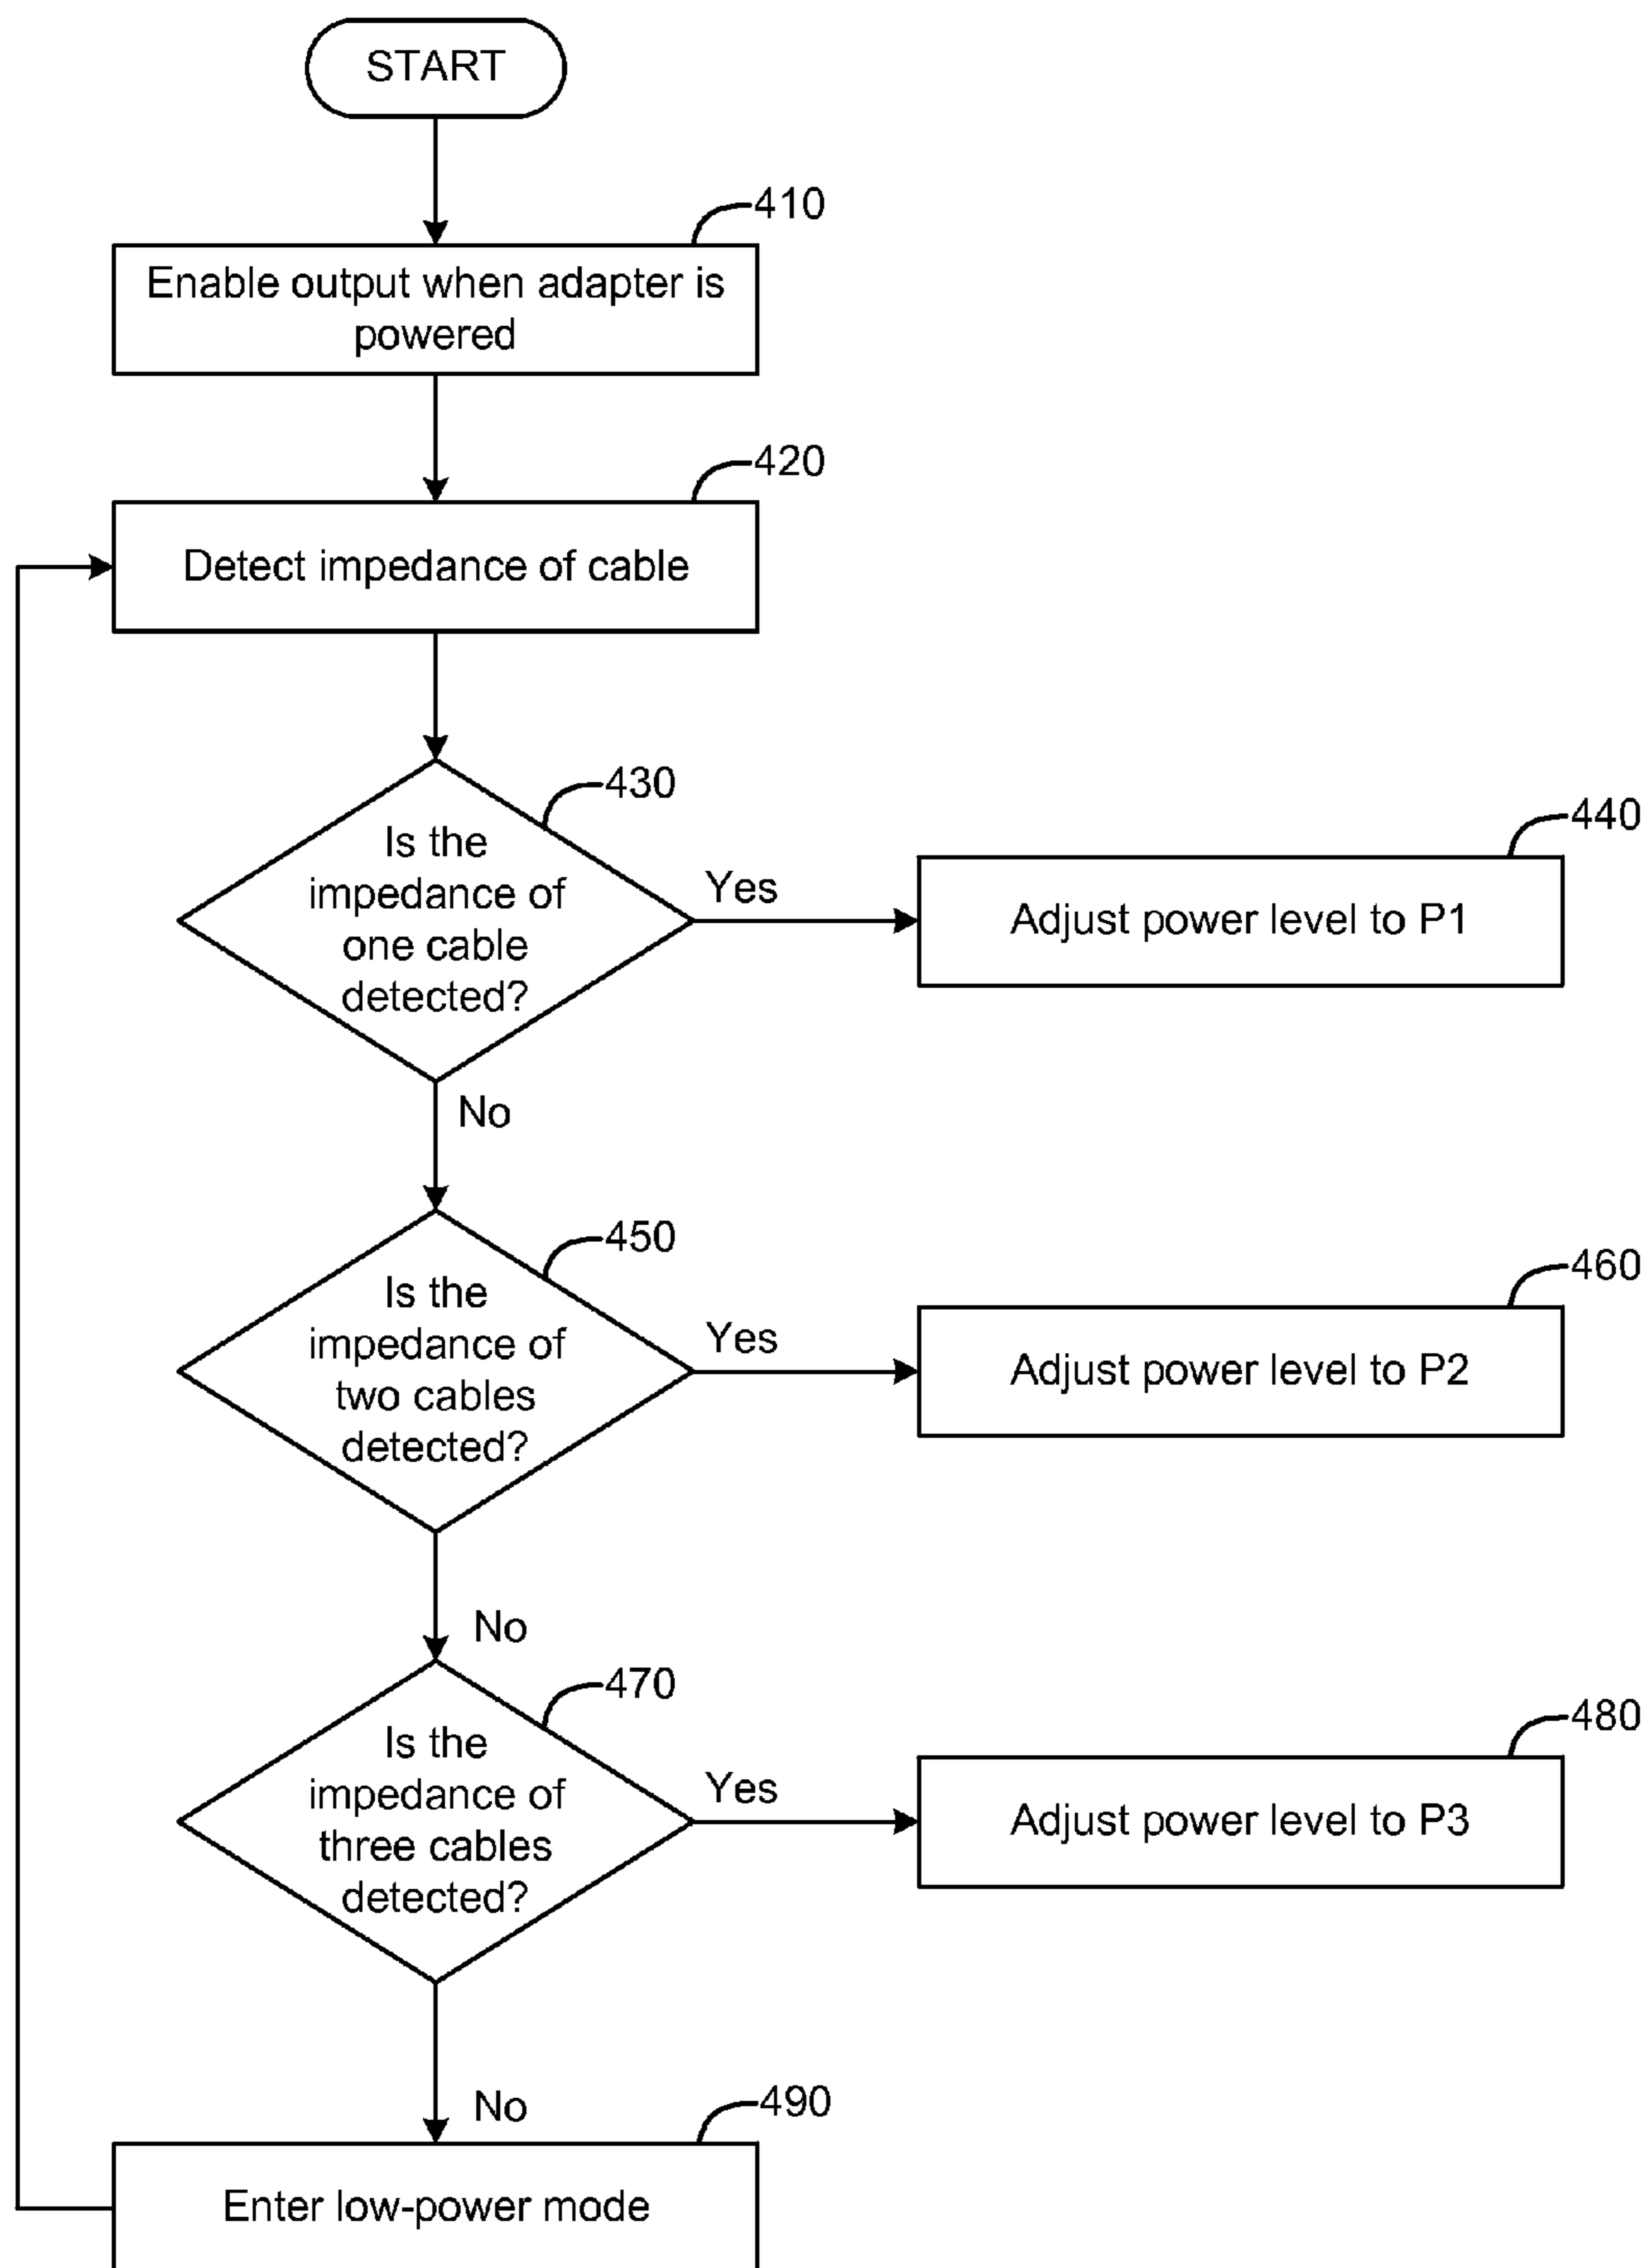 START
410
Enable output when adapter is
powered
420
Detect impedance of cable
430
Is the
impedance of
one cable
detected?
Yes
440
Adjust power level to P1
No
450
Is the
impedance of
two cables
detected?
Yes
460
Adjust power level to P2
No
470
Is the
impedance of
three cables
detected?
Yes
480
Adjust power level to P3
No
490
Enter low-power mode